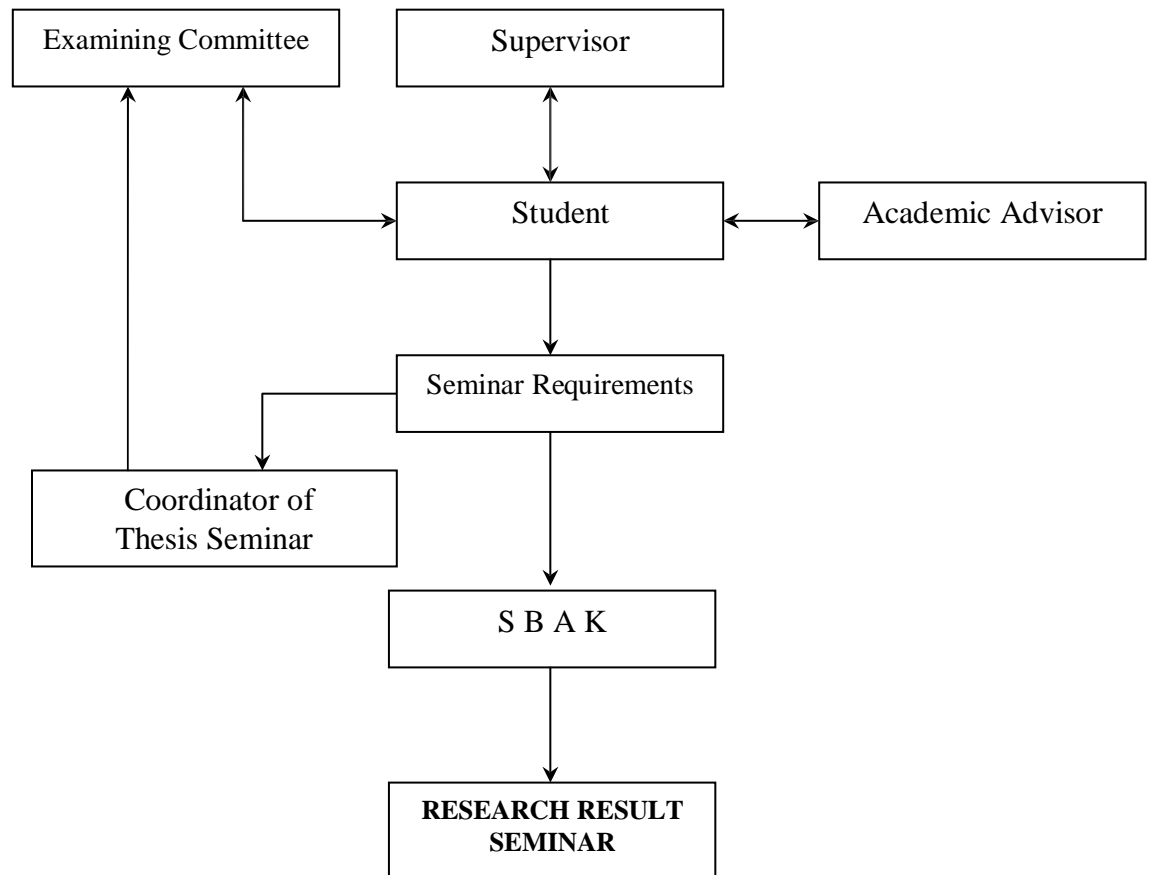 Examining Committee
Supervisor
Student
Academic Advisor
Seminar Requirements
Coordinator of
Thesis Seminar
S B A K
RESEARCH RESULT
SEMINAR